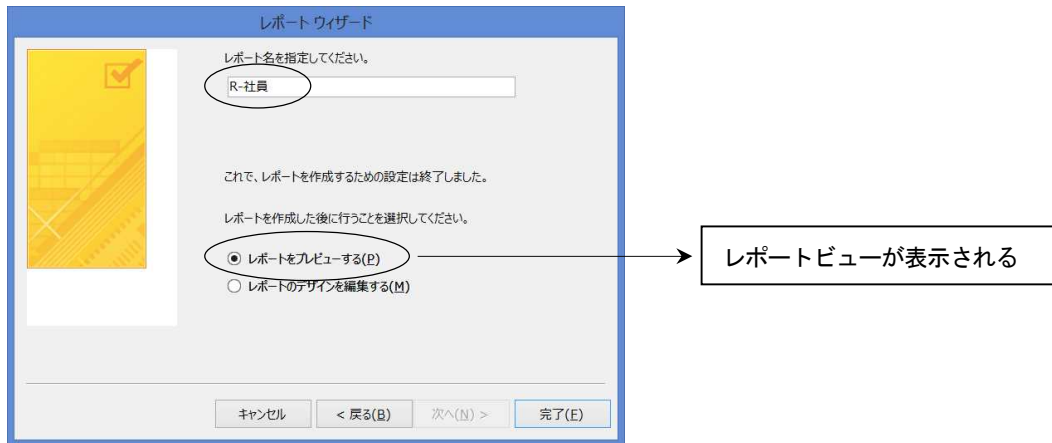 レポート ウィザード
レポート名を指定してください。
R-社員
これで、レポートを作成するための設定は終了しました。
レポートを作成した後に行うことを選択してください。
レポートをプレビューする(P)
レポートビューが表示される
レポートのデザインを編集する(M)
キャンセル
< 戻る(B)
次へ(N) >
完了(F)